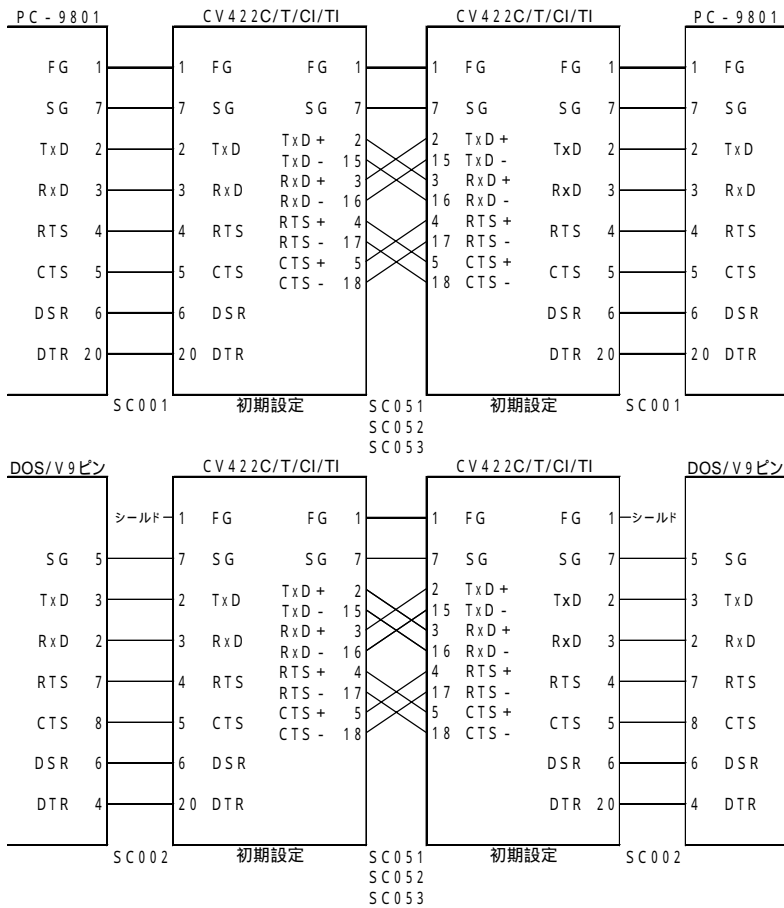 PC-9801 CV422C/T/CI/TI CV422C/T/CI/TI PC-9801
FG 1 1 FG FG 1 1 FG FG 1 1 FG
SG 7 7 SG SG 7 7 SG SG 7 7 SG
TxD+ 2 2 TxD+
TxD 2 2 TxD TxD- 15 15 TxD- TxD 2 2 TxD
RxD+ 3 3 RxD+
RxD 3 3 RxD RxD- 16 16 RxD- RxD 3 3 RxD
RTS+ 4 4 RTS+
RTS 4 4 RTS RTS- 17 17 RTS- RTS 4 4 RTS
CTS+ 5 5 CTS+
CTS 5 5 CTS CTS- 18 18 CTS- CTS 5 5 CTS
DSR 6 6 DSR DSR 6 6 DSR
DTR 20 20 DTR DTR 20 20 DTR
SC001 初期設定 SC051 初期設定 SC001
SC052
SC053
DOS/V9ピン CV422C/T/CI/TI CV422C/T/CI/TI DOS/V9ピン
シールド 1 FG FG 1 1 FG FG 1 シールド
SG 5 7 SG SG 7 7 SG SG 7 5 SG
TxD+ 2 2 TxD+
TxD 3 2 TxD TxD- 15 15 TxD- TxD 2 3 TxD
RxD+ 3 3 RxD+
RxD 2 3 RxD RxD- 16 16 RxD- RxD 3 2 RxD
RTS+ 4 4 RTS+
RTS 7 4 RTS RTS- 17 17 RTS- RTS 4 7 RTS
CTS+ 5 5 CTS+
CTS 8 5 CTS CTS- 18 18 CTS- CTS 5 8 CTS
DSR 6 6 DSR DSR 6 6 DSR
DTR 4 20 DTR DTR 20 4 DTR
SC002 初期設定 SC051 初期設定 SC002
SC052
SC053